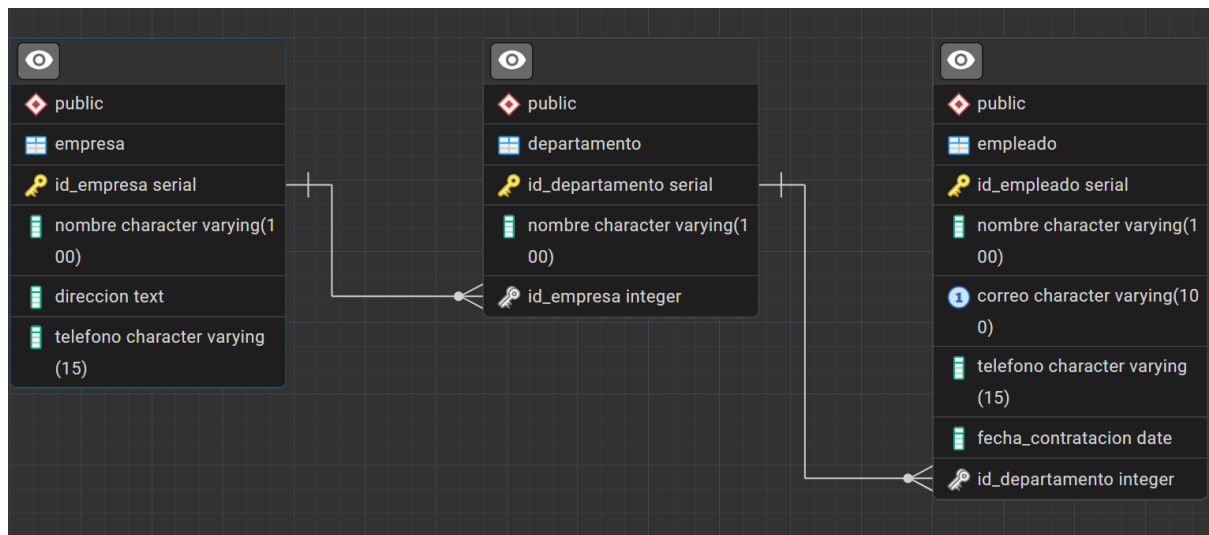 public
empresa
id_empresa serial
nombre character varying(1
00)
direccion text
telefono character varying
(15)
public
departamento
id_departamento serial
nombre character varying(1
00)
id_empresa integer
public
empleado
id_empleado serial
nombre character varying(1
00)
1 correo character varying(10
0)
telefono character varying
(15)
fecha_contratacion date
id_departamento integer